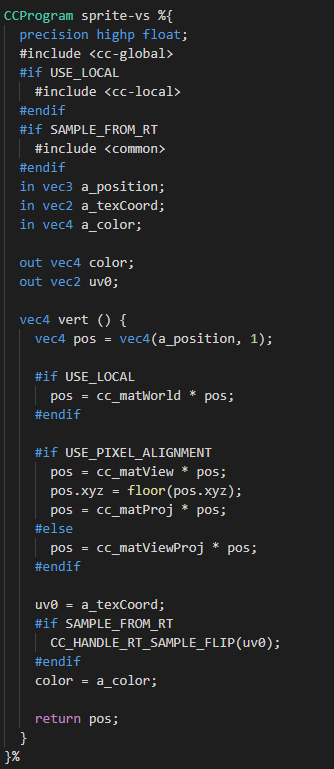 CCProgram sprite-vs %{
  precision highp float;
  #include <cc-global>
  #if USE_LOCAL
    #include <cc-local>
  #endif
  #if SAMPLE_FROM_RT
    #include <common>
  #endif
  in vec3 a_position;
  in vec2 a_texCoord;
  in vec4 a_color;

  out vec4 color;
  out vec2 uv0;

  vec4 vert () {
    vec4 pos = vec4(a_position, 1);

    #if USE_LOCAL
      pos = cc_matWorld * pos;
    #endif

    #if USE_PIXEL_ALIGNMENT
      pos = cc_matView * pos;
      pos.xyz = floor(pos.xyz);
      pos = cc_matProj * pos;
    #else
      pos = cc_matViewProj * pos;
    #endif

    uv0 = a_texCoord;
    #if SAMPLE_FROM_RT
      CC_HANDLE_RT_SAMPLE_FLIP(uv0);
    #endif
    color = a_color;

    return pos;
  }
}%